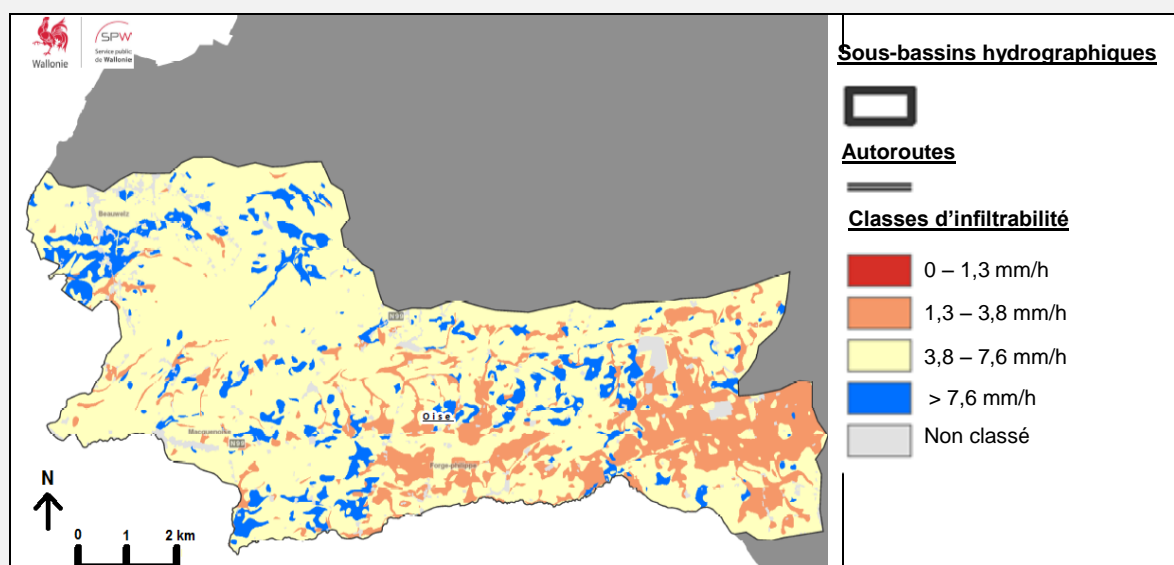 Wallonie
SPW
Service public
de Wallonie
Beauwelz
Macquenoise
N99
Oise
Forge-philippe
N
0 1 2 km
Sous-bassins hydrographiques
Autoroutes
Classes d’infiltrabilité
0 – 1,3 mm/h
1,3 – 3,8 mm/h
3,8 – 7,6 mm/h
> 7,6 mm/h
Non classé